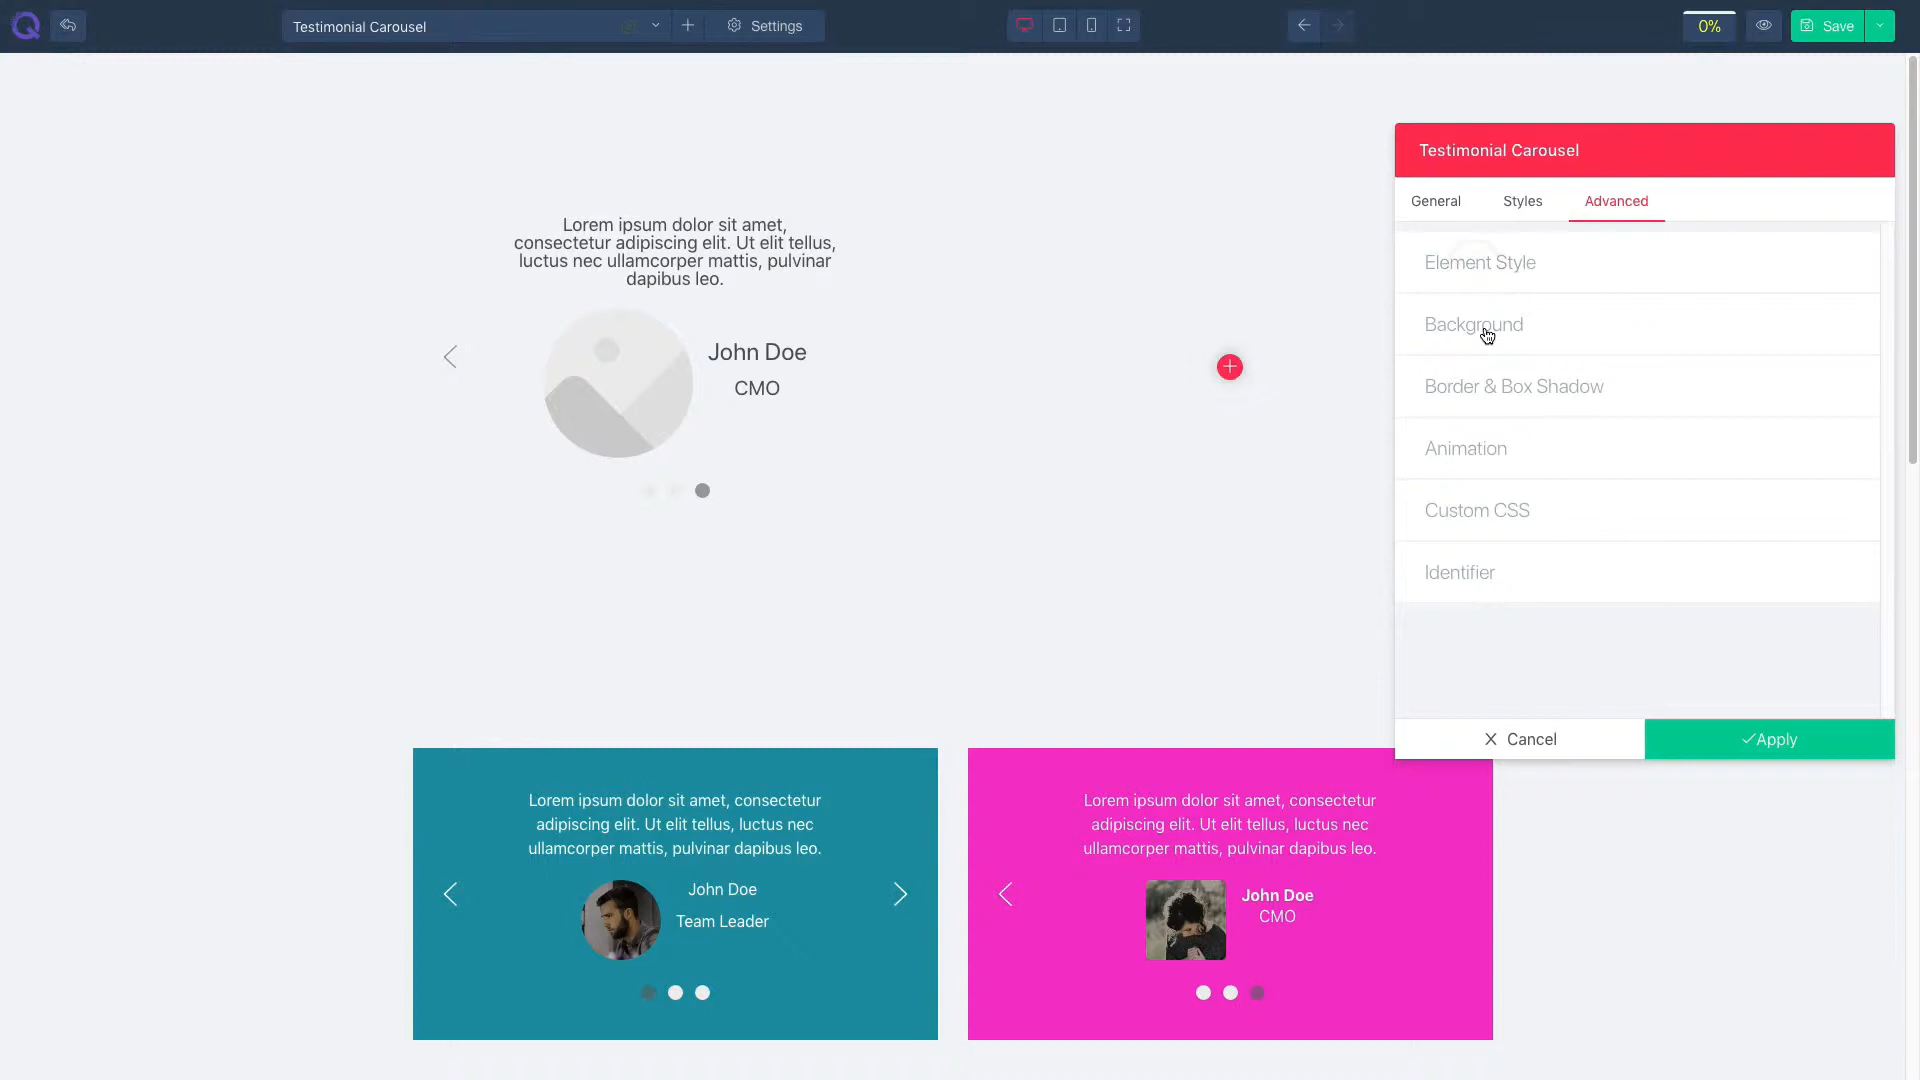 Testimonial Carousel
Settings
0%
Save
Testimonial Carousel
General Styles Advanced
Element Style
Background
Border & Box Shadow
Animation
Custom CSS
Identifier
Cancel
Apply
Lorem ipsum dolor sit amet,
consectetur adipiscing elit. Ut elit tellus,
luctus nec ullamcorper mattis, pulvinar
dapibus leo.
John Doe
CMO
Lorem ipsum dolor sit amet, consectetur
adipiscing elit. Ut elit tellus, luctus nec
ullamcorper mattis, pulvinar dapibus leo.
John Doe
Team Leader
Lorem ipsum dolor sit amet, consectetur
adipiscing elit. Ut elit tellus, luctus nec
ullamcorper mattis, pulvinar dapibus leo.
John Doe
CMO